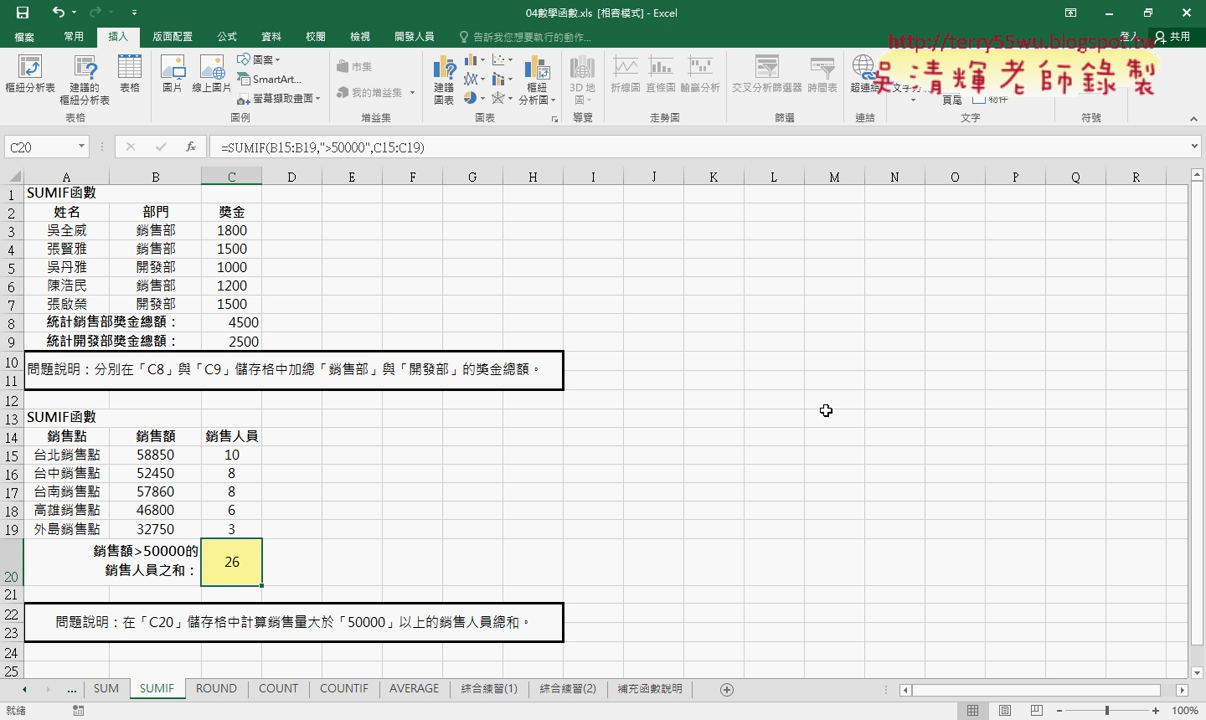 04數學函數.xls [相容模式] - Excel
檔案 常用 插入 版面配置 公式 資料 校閱 檢視 開發人員 告訴我您想要執行的動作... 登入 共用
http://terry55wu.blogspot.tw
吳清輝老師錄製
樞紐分析表 建議的 樞紐分析表 表格 圖片 線上圖片 圖案 SmartArt... 螢幕擷取畫面 市集 我的增益集 建議 圖表 樞紐 分析圖 3D 地 圖 折線圖 直條圖 輸贏分析 交叉分析篩選器 時間表 超連結 頁尾 物件
表格 圖例 增益集 圖表 導覽 走勢圖 篩選 連結 文字 符號
C20 fx =SUMIF(B15:B19,">50000",C15:C19)
A B C D E F G H I J K L M N O P Q R
1 SUMIF函數
2 姓名 部門 獎金
3 吳全威 銷售部 1800
4 張賢雅 銷售部 1500
5 吳丹雅 開發部 1000
6 陳浩民 銷售部 1200
7 張啟榮 開發部 1500
8 統計銷售部獎金總額： 4500
9 統計開發部獎金總額： 2500
10
問題說明：分別在「C8」與「C9」儲存格中加總「銷售部」與「開發部」的獎金總額。
11
12
13 SUMIF函數
14 銷售點 銷售額 銷售人員
15 台北銷售點 58850 10
16 台中銷售點 52450 8
17 台南銷售點 57860 8
18 高雄銷售點 46800 6
19 外島銷售點 32750 3
銷售額>50000的
20 銷售人員之和： 26
21
22
問題說明：在「C20」儲存格中計算銷售量大於「50000」以上的銷售人員總和。
23
24
25
... SUM SUMIF ROUND COUNT COUNTIF AVERAGE 綜合練習(1) 綜合練習(2) 補充函數說明
就緒 100%